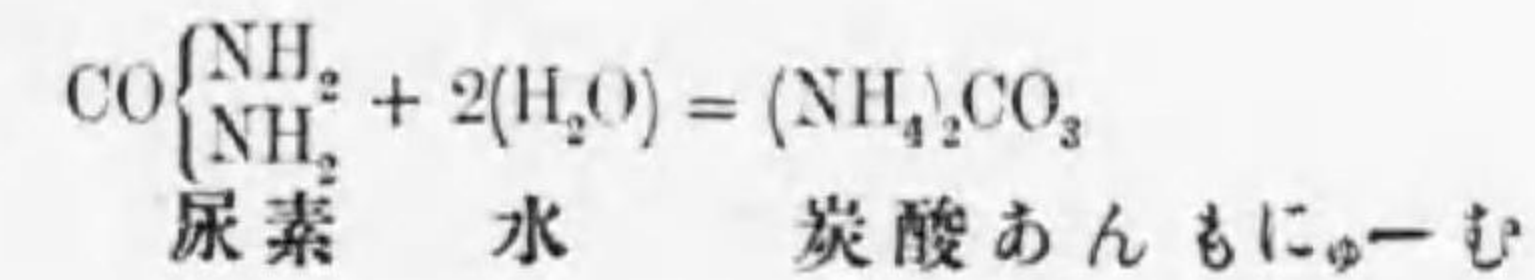 CO{NH₂ NH₂ + 2(H₂O) = (NH₄)₂CO₃
尿素 水 炭酸あんもにゅーむ